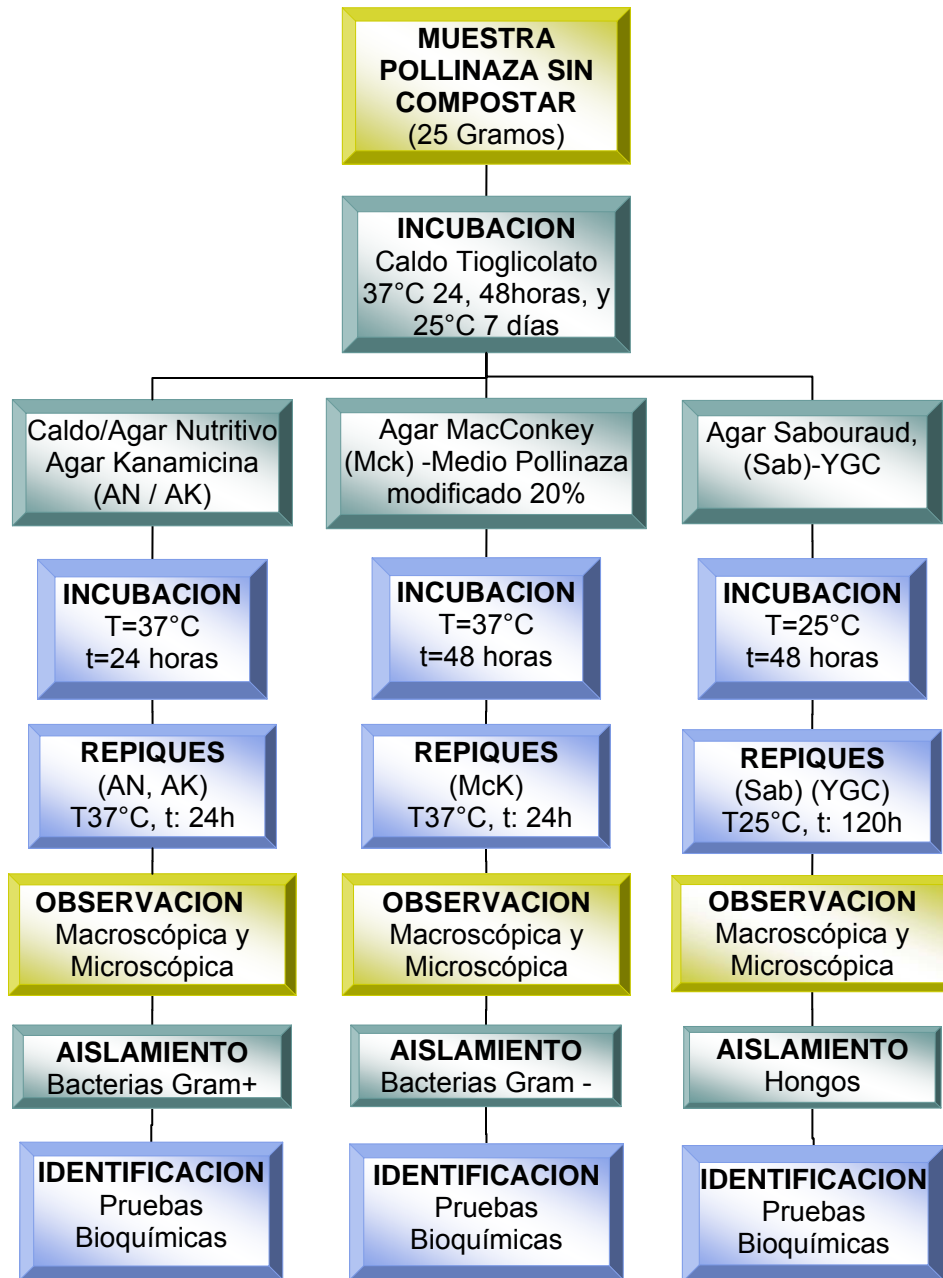 MUESTRA
POLLINAZA SIN
COMPOSTAR
(25 Gramos)
INCUBACION
Caldo Tioglicolato
37°C 24, 48horas, y
25°C 7 días
Caldo/Agar Nutritivo
Agar Kanamicina
(AN / AK)
INCUBACION
T=37°C
t=24 horas
REPIQUES
(AN, AK)
T37°C, t: 24h
OBSERVACION
Macroscópica y
Microscópica
AISLAMIENTO
Bacterias Gram+
IDENTIFICACION
Pruebas
Bioquímicas
Agar MacConkey
(Mck) -Medio Pollinaza
modificado 20%
INCUBACION
T=37°C
t=48 horas
REPIQUES
(McK)
T37°C, t: 24h
OBSERVACION
Macroscópica y
Microscópica
AISLAMIENTO
Bacterias Gram -
IDENTIFICACION
Pruebas
Bioquímicas
Agar Sabouraud,
(Sab)-YGC
INCUBACION
T=25°C
t=48 horas
REPIQUES
(Sab) (YGC)
T25°C, t: 120h
OBSERVACION
Macroscópica y
Microscópica
AISLAMIENTO
Hongos
IDENTIFICACION
Pruebas
Bioquímicas